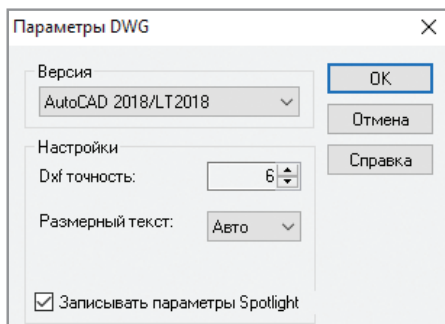 Параметры DWG
Версия
AutoCAD 2018/LT2018
Настройки
Dxf точность: 6
Размерный текст: Авто
Записывать параметры Spotlight
OK
Отмена
Справка